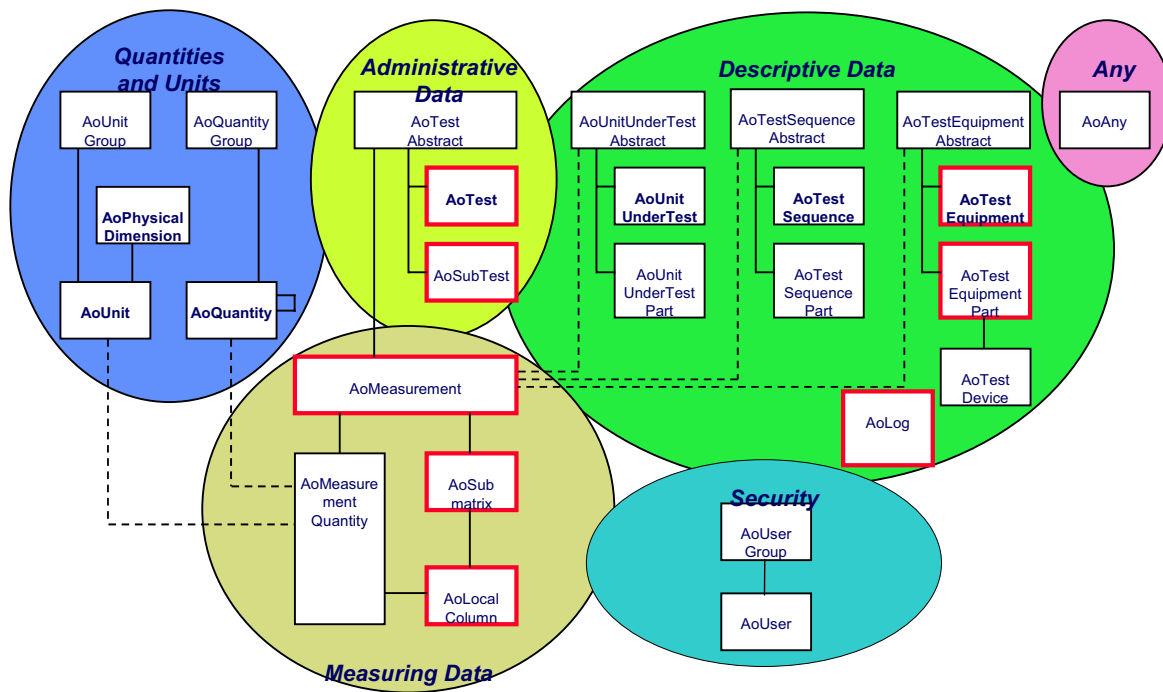 Quantities
and Units
AoUnit
Group
AoQuantity
Group
AoPhysical
Dimension
AoUnit
AoQuantity
Administrative
Data
AoTest
Abstract
AoTest
AoSubTest
Descriptive Data
AoUnitUnderTest
Abstract
AoUnit
UnderTest
AoUnit
UnderTest
Part
AoTestSequence
Abstract
AoTest
Sequence
AoTest
Sequence
Part
AoTestEquipment
Abstract
AoTest
Equipment
AoTest
Equipment
Part
AoTest
Device
AoLog
Any
AoAny
AoMeasurement
AoMeasure
ment
Quantity
AoSub
matrix
AoLocal
Column
Measuring Data
Security
AoUser
Group
AoUser